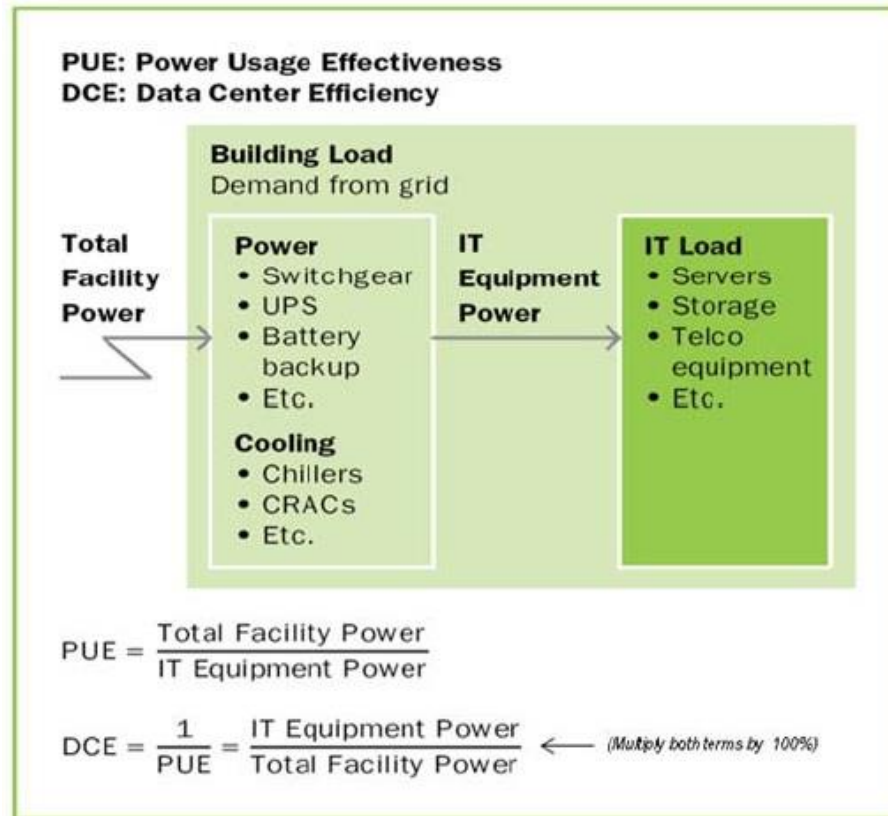 PUE: Power Usage Effectiveness
DCE: Data Center Efficiency
Building Load
Demand from grid
Total
Facility
Power
Power
• Switchgear
• UPS
• Battery
backup
• Etc.
Cooling
• Chillers
• CRACs
• Etc.
IT
Equipment
Power
IT Load
• Servers
• Storage
• Telco
equipment
• Etc.
PUE = Total Facility Power / IT Equipment Power
DCE = 1 / PUE = IT Equipment Power / Total Facility Power (Multiply both terms by 100%)